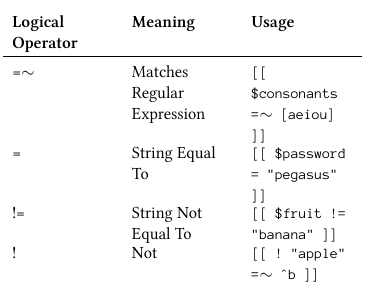 Logical Meaning Usage
Operator
=∼ Matches [[
Regular $consonants
Expression =∼ [aeiou]
]]
= String Equal [[ $password
To = "pegasus"
]]
!= String Not [[ $fruit !=
Equal To "banana" ]]
! Not [[ ! "apple"
=∼ ^b ]]